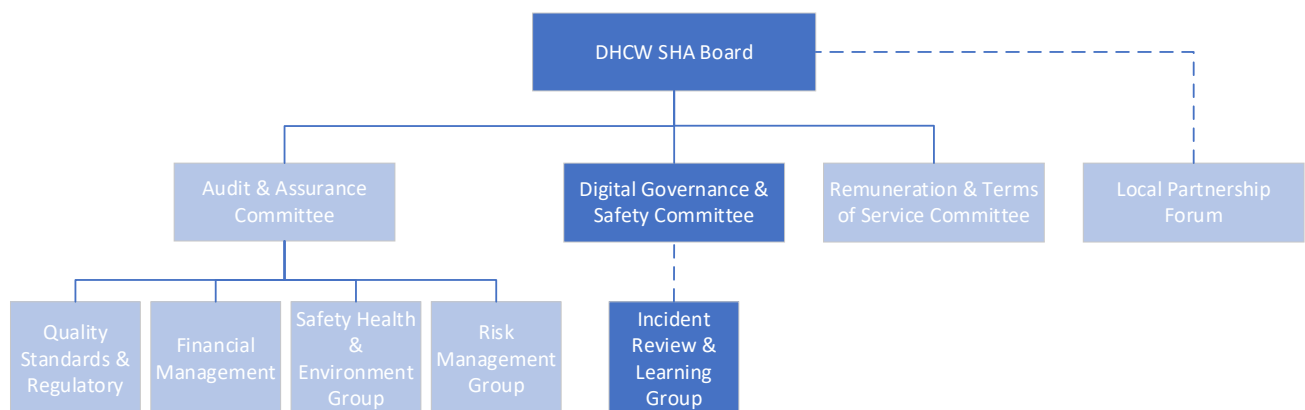 DHCW SHA Board
Audit & Assurance
Committee
Digital Governance &
Safety Committee
Remuneration & Terms
of Service Committee
Local Partnership
Forum
Quality
Standards &
Regulatory
Financial
Management
Safety Health
&
Environment
Group
Risk
Management
Group
Incident
Review &
Learning
Group